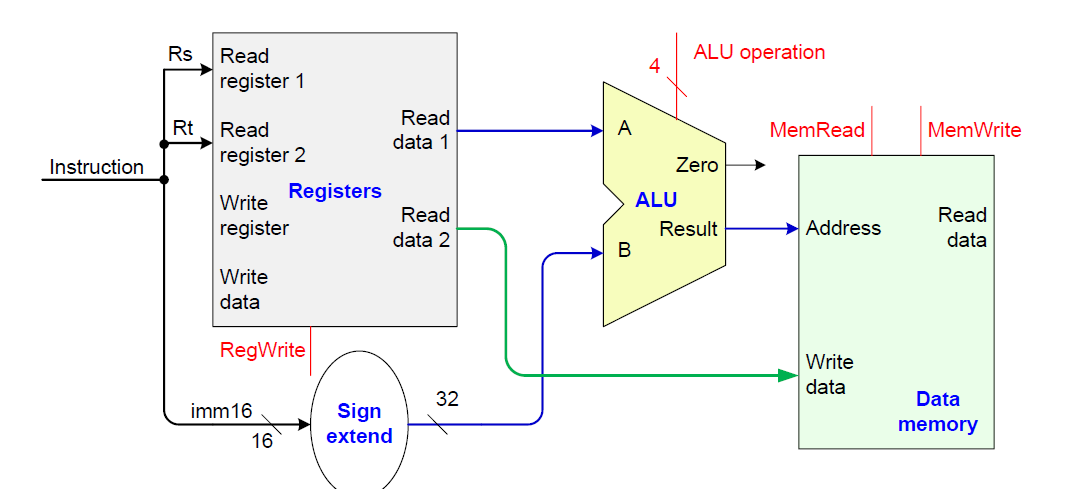 Rs
Read
register 1
Rt
Read
register 2
Instruction
Registers
Write
register
Write
data
Read
data 1
Read
data 2
RegWrite
imm16
16
Sign
extend
32
4
ALU operation
A
Zero
ALU
Result
B
MemRead
MemWrite
Address
Read
data
Write
data
Data
memory